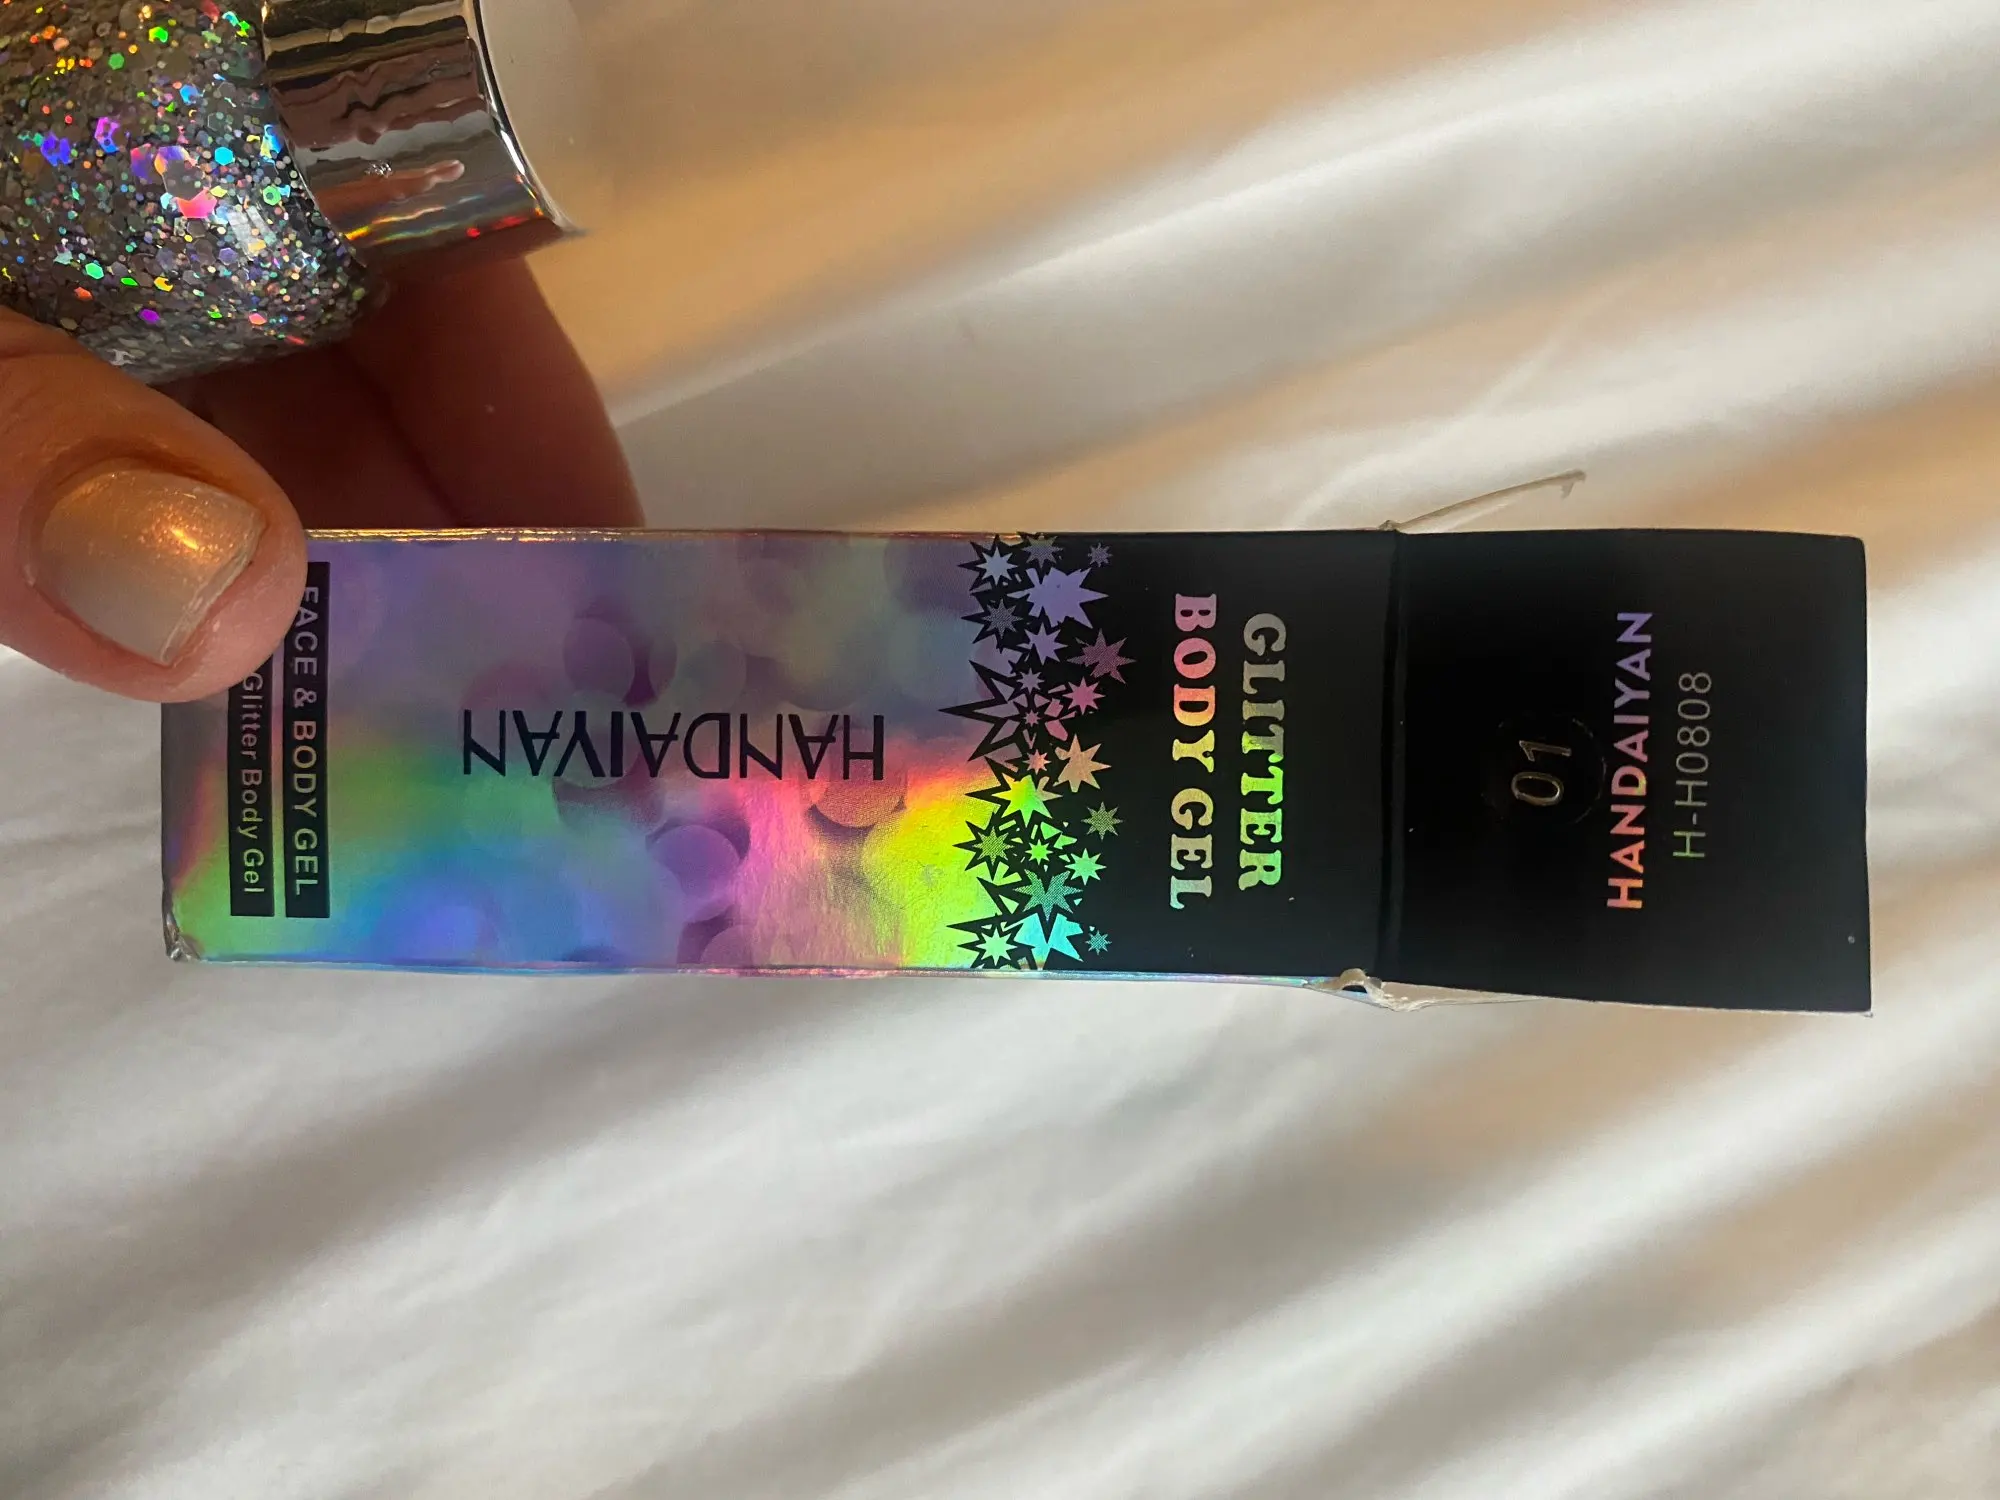 FACE & BODY GEL
Glitter Body Gel
HANDAIYAN
GLITTER
BODY GEL
01
HANDAIYAN
H-H0808